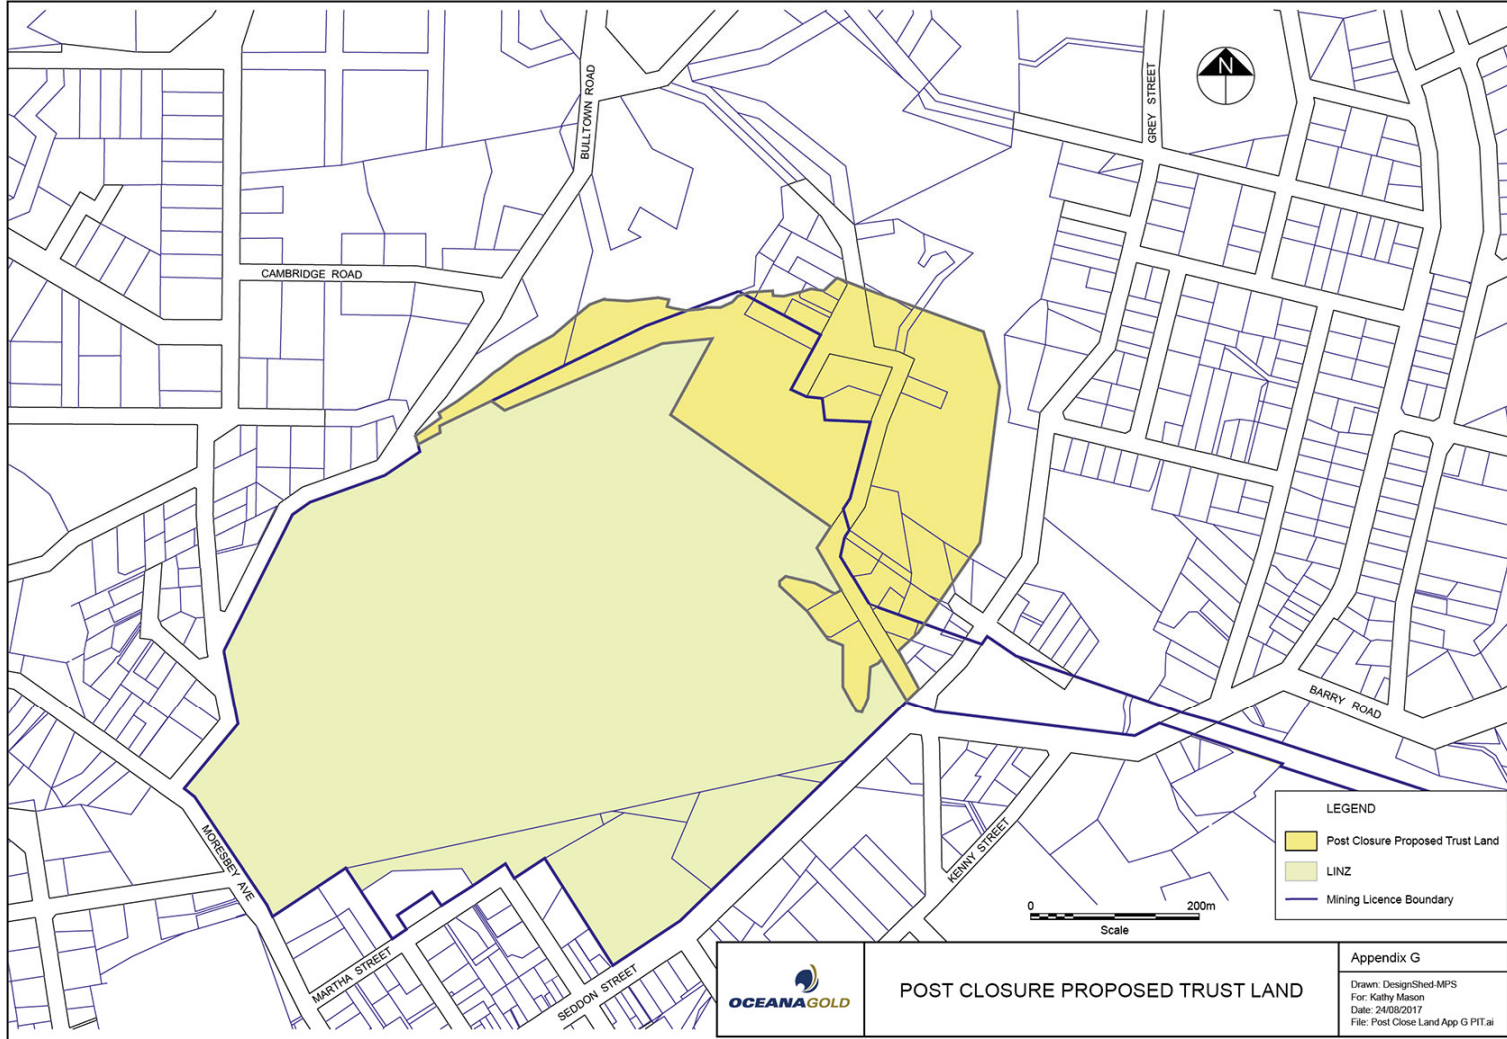 BULLTOWN ROAD
GREY STREET
N
CAMBRIDGE ROAD
BARRY ROAD
MORESBEY AVE
KENNY STREET
MARTHA STREET
SEDDON STREET
LEGEND
Post Closure Proposed Trust Land
LINZ
Mining Licence Boundary
0 200m
Scale
OCEANAGOLD
POST CLOSURE PROPOSED TRUST LAND
Appendix G
Drawn: DesignShed-MPS
For: Kathy Mason
Date: 24/08/2017
File: Post Close Land App G PIT.ai